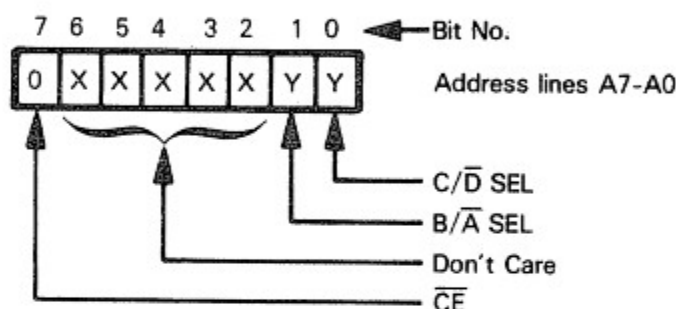 7 6 5 4 3 2 1 0 Bit No.
0 X X X X X Y Y Address lines A7-A0
C/D̅ SEL
B/A̅ SEL
Don't Care
C̅E̅